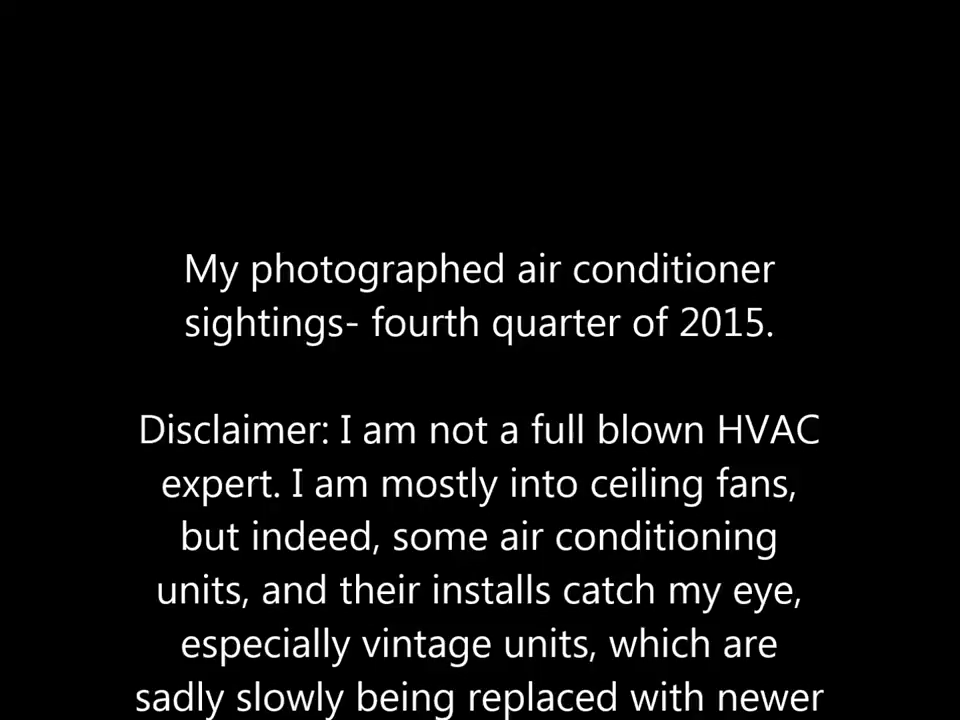 My photographed air conditioner
sightings- fourth quarter of 2015.
Disclaimer: I am not a full blown HVAC
expert. I am mostly into ceiling fans,
but indeed, some air conditioning
units, and their installs catch my eye,
especially vintage units, which are
sadly slowly being replaced with newer